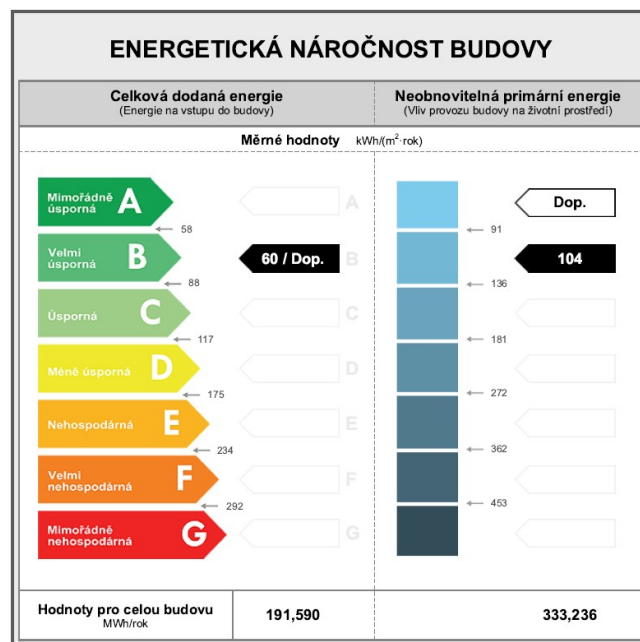 ENERGETICKÁ NÁROČNOST BUDOVY
Celková dodaná energie
(Energie na vstupu do budovy)
Neobnovitelná primární energie
(Vliv provozu budovy na životní prostředí)
Měrné hodnoty kWh/(m²·rok)
Mimořádně úsporná A
A
Dop.
58
91
Velmi úsporná B
60 / Dop.
B
104
88
136
Úsporná C
C
117
181
Méně úsporná D
D
175
272
Nehospodárná E
E
234
362
Velmi nehospodárná F
F
292
453
Mimořádně nehospodárná G
G
Hodnoty pro celou budovu
MWh/rok
191,590
333,236